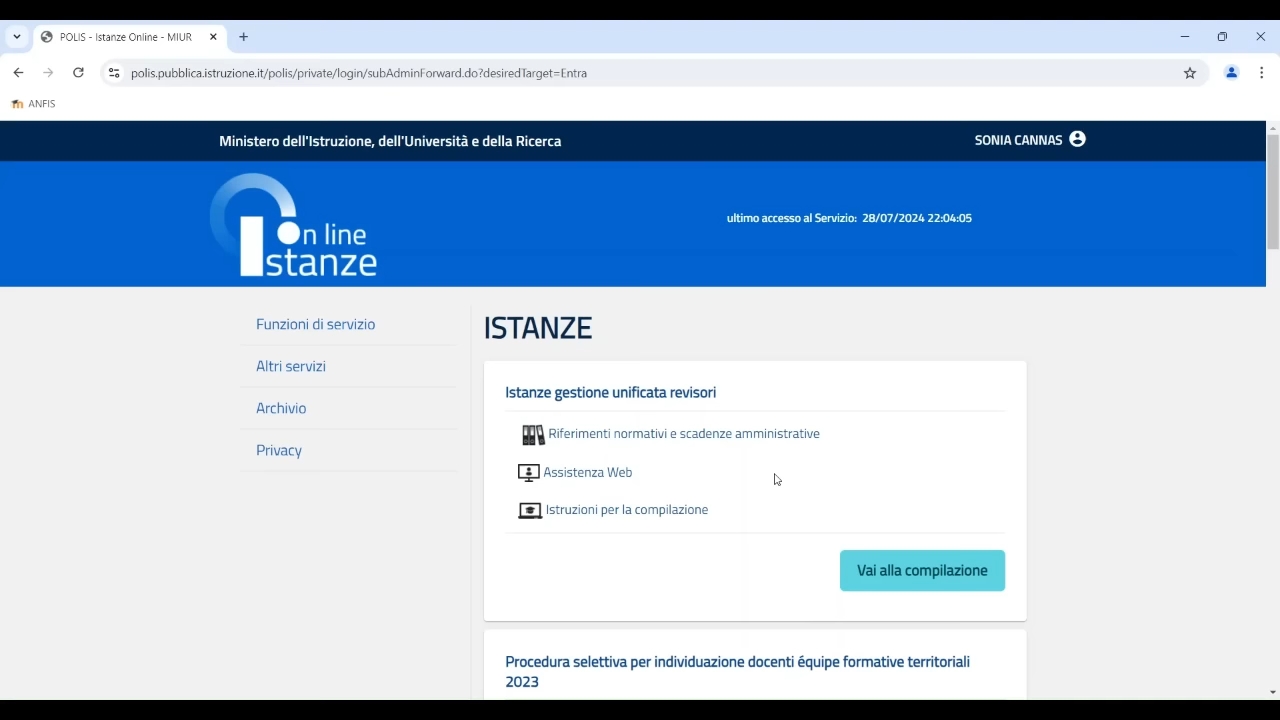 POLIS - Istanze Online - MIUR
polis.pubblica.istruzione.it/polis/private/login/subAdminForward.do?desiredTarget=Entra
ANFIS
Ministero dell'Istruzione, dell'Università e della Ricerca
SONIA CANNAS
On line
Istanze
ultimo accesso al Servizio: 28/07/2024 22:04:05
Funzioni di servizio
Altri servizi
Archivio
Privacy
ISTANZE
Istanze gestione unificata revisori
Riferimenti normativi e scadenze amministrative
Assistenza Web
Istruzioni per la compilazione
Vai alla compilazione
Procedura selettiva per individuazione docenti équipe formative territoriali
2023